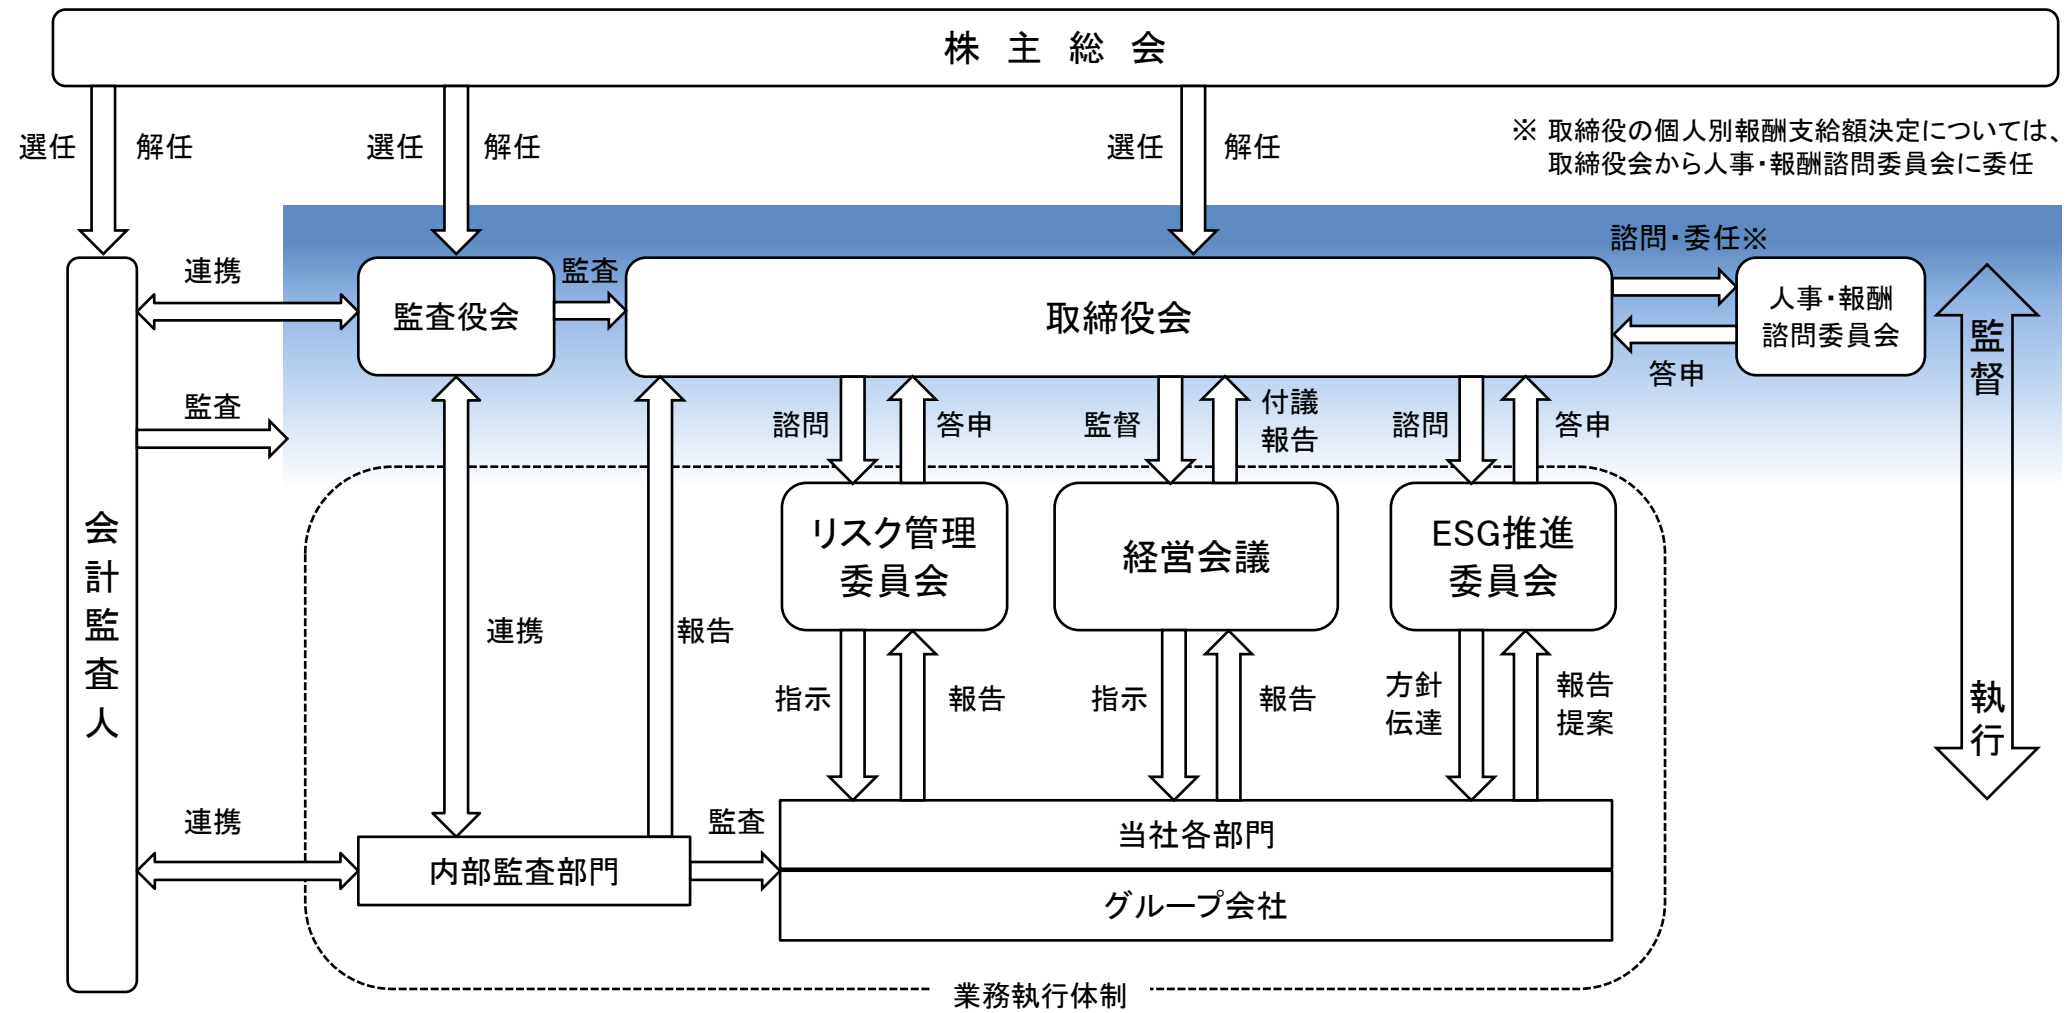 株 主 総 会
選任
解任
選任
解任
選任
解任
※ 取締役の個人別報酬支給額決定については、
取締役会から人事・報酬諮問委員会に委任
諮問・委任※
連携
監査役会
監査
取締役会
人事・報酬
諮問委員会
答申
監督
監査
諮問
答申
監督
付議
報告
諮問
答申
会計監査人
リスク管理
委員会
経営会議
ESG推進
委員会
連携
報告
指示
報告
指示
報告
方針
伝達
報告
提案
執行
連携
内部監査部門
監査
当社各部門
グループ会社
業務執行体制